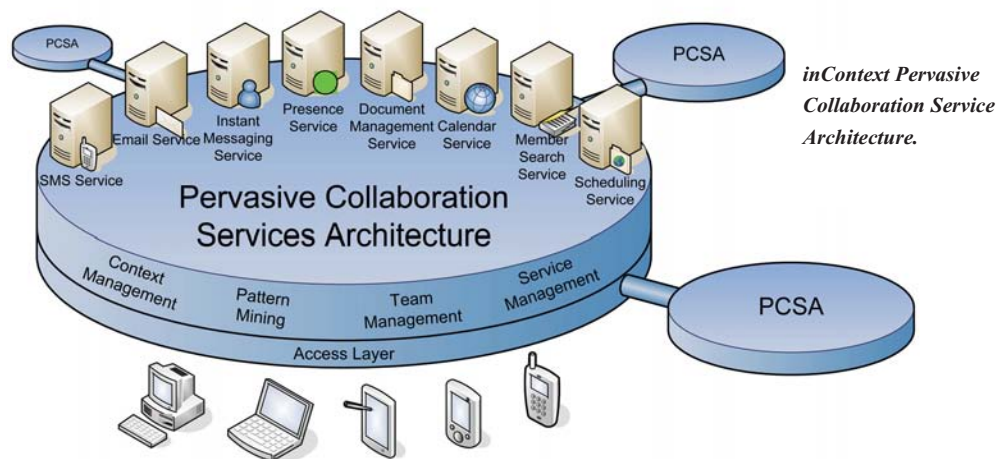 PCSA
PCSA
inContext Pervasive
Collaboration Service
Architecture.
SMS Service
Email Service
Instant
Messaging
Service
Presence
Service
Document
Management
Service
Calendar
Service
Member
Search
Service
Scheduling
Service
Pervasive Collaboration
Services Architecture
Context
Management
Pattern
Mining
Team
Management
Service
Management
Access Layer
PCSA